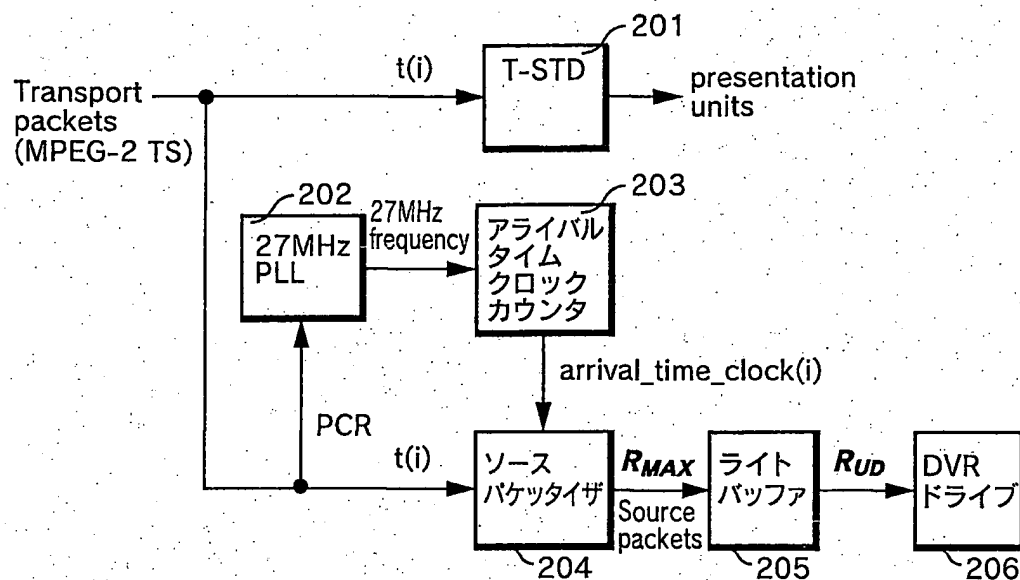 201
T-STD
t(i)
presentation
units
Transport
packets
(MPEG-2 TS)
202
27MHz
PLL
27MHz
frequency
203
アライバル
タイム
クロック
カウンタ
arrival_time_clock(i)
PCR
t(i)
ソース
パケッタイザ
204
RMAX
Source
packets
ライト
バッファ
205
RUD
DVR
ドライブ
206